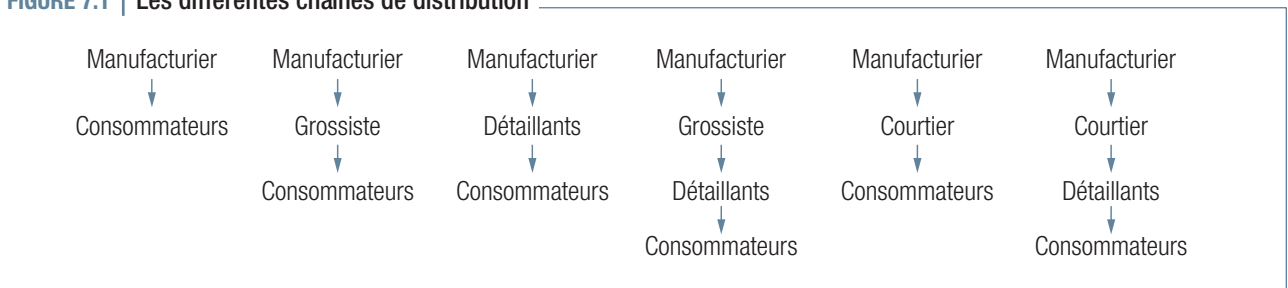 FIGURE 7.1 | Les différentes chaînes de distribution
Manufacturier Manufacturier Manufacturier Manufacturier Manufacturier Manufacturier
Consommateurs Grossiste Détaillants Grossiste Courtier Courtier
Consommateurs Consommateurs Détaillants Consommateurs Détaillants
Consommateurs Consommateurs